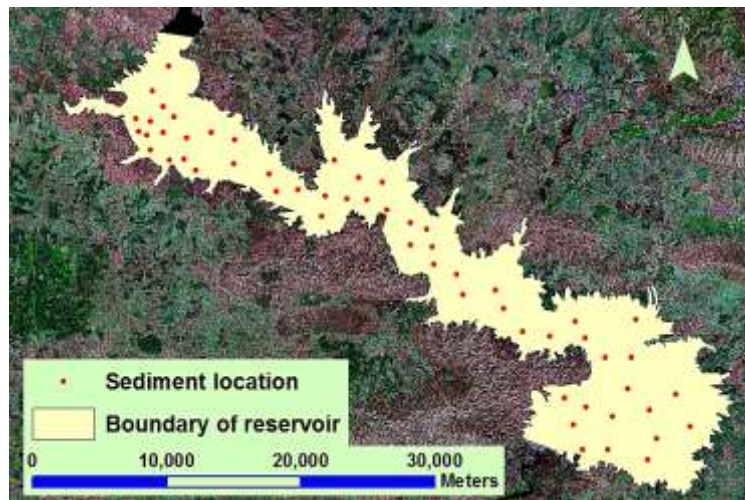 Sediment location
Boundary of reservoir
0 10,000 20,000 30,000
Meters